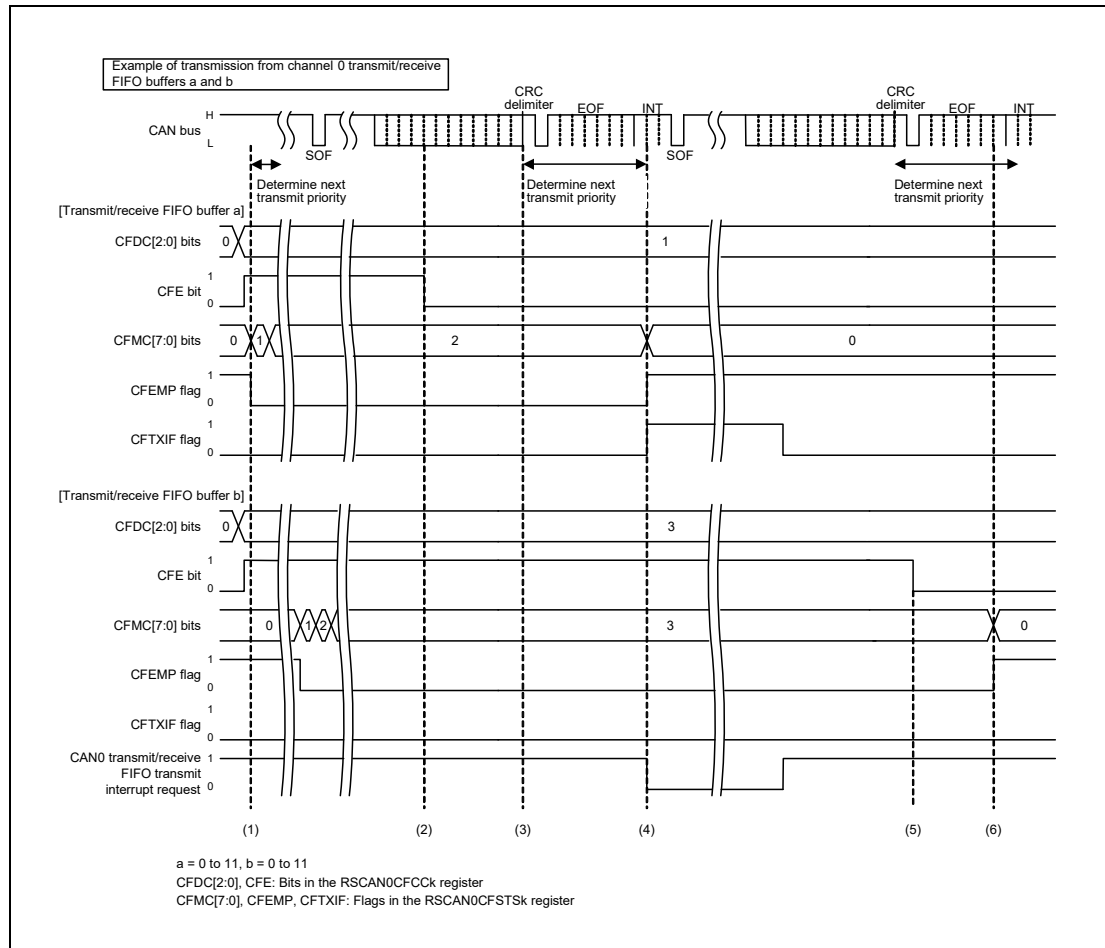 Example of transmission from channel 0 transmit/receive
FIFO buffers a and b
CRC
delimiter
EOF
INT
CRC
delimiter
EOF
INT
H
CAN bus
L
SOF
SOF
Determine next
transmit priority
Determine next
transmit priority
Determine next
transmit priority
[Transmit/receive FIFO buffer a]
CFDC[2:0] bits
0
1
1
CFE bit
0
CFMC[7:0] bits
0
1
2
0
1
CFEMP flag
0
1
CFTXIF flag
0
[Transmit/receive FIFO buffer b]
CFDC[2:0] bits
0
3
1
CFE bit
0
CFMC[7:0] bits
0
1
2
3
0
1
CFEMP flag
0
1
CFTXIF flag
0
CAN0 transmit/receive
1
FIFO transmit
interrupt request
0
(1)
(2)
(3)
(4)
(5)
(6)
a = 0 to 11, b = 0 to 11
CFDC[2:0], CFE: Bits in the RSCAN0CFCCk register
CFMC[7:0], CFEMP, CFTXIF: Flags in the RSCAN0CFSTSk register